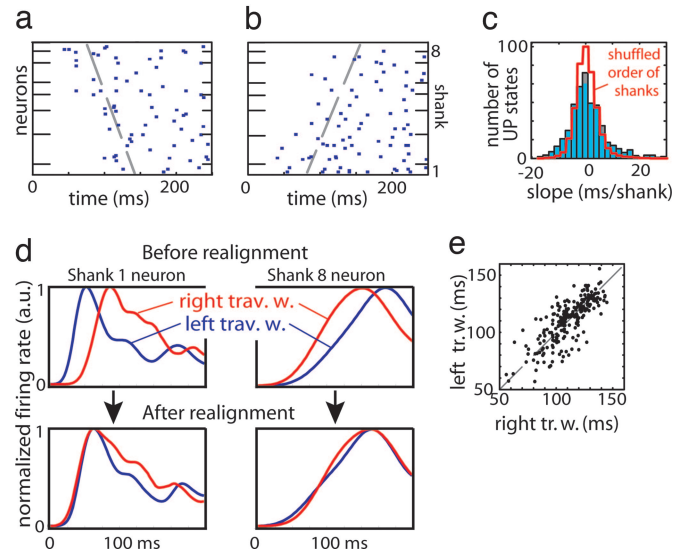 a
b
c
neurons
0
100
200
time (ms)
8
shank
1
0
100
200
time (ms)
number of
UP states
100
50
0
shuffled
order of
shanks
-20
0
20
slope (ms/shank)
d
Before realignment
Shank 1 neuron
Shank 8 neuron
normalized firing rate (a.u.)
1
0
right trav. w.
left trav. w.
After realignment
1
0
0
100 ms
0
100 ms
e
left tr. w. (ms)
150
100
50
50
100
150
right tr. w. (ms)